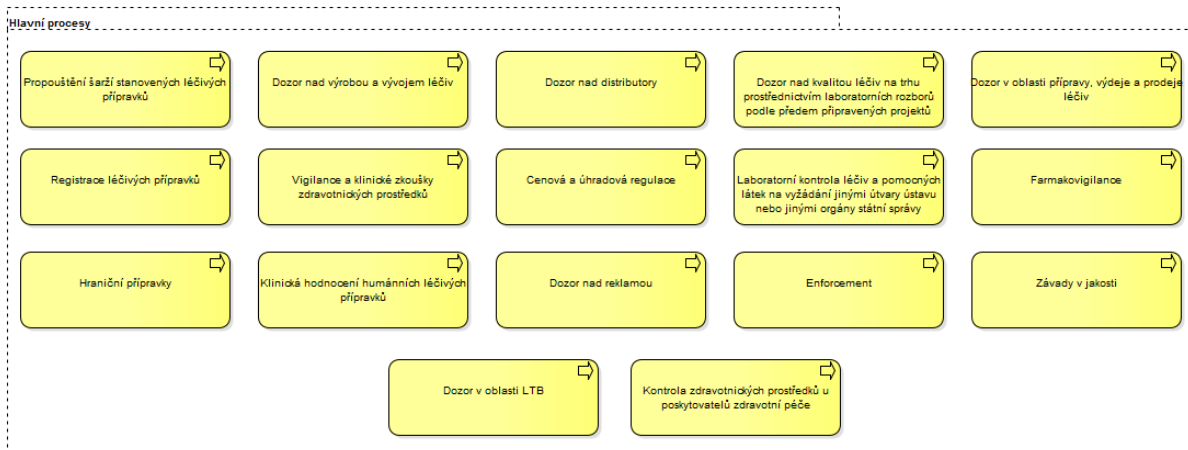 Hlavní procesy
Propouštění šarží stanovených léčivých
přípravků
Dozor nad výrobou a vývojem léčiv
Dozor nad distributory
Dozor nad kvalitou léčiv na trhu
prostřednictvím laboratorních rozborů
podle předem připravených projektů
Dozor v oblasti přípravy, výdeje a prodeje
léčiv
Registrace léčivých přípravků
Vigilance a klinické zkoušky
zdravotnických prostředků
Cenová a úhradová regulace
Laboratorní kontrola léčiv a pomocných
látek na vyžádání jinými útvary ústavu
nebo jinými orgány státní správy
Farmakovigilance
Hraniční přípravky
Klinická hodnocení humánních léčivých
přípravků
Dozor nad reklamou
Enforcement
Závady v jakosti
Dozor v oblasti LTB
Kontrola zdravotnických prostředků u
poskytovatelů zdravotní péče